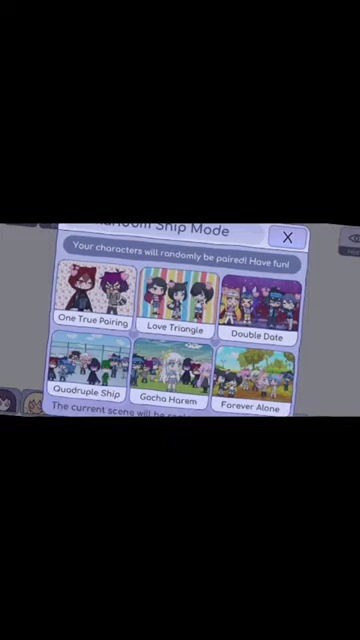 Ship Mode
X
Your characters will randomly be paired! Have fun!
One True Pairing
Love Triangle
Double Date
Quadruple Ship
Gacha Harem
Forever Alone
The current scene will be